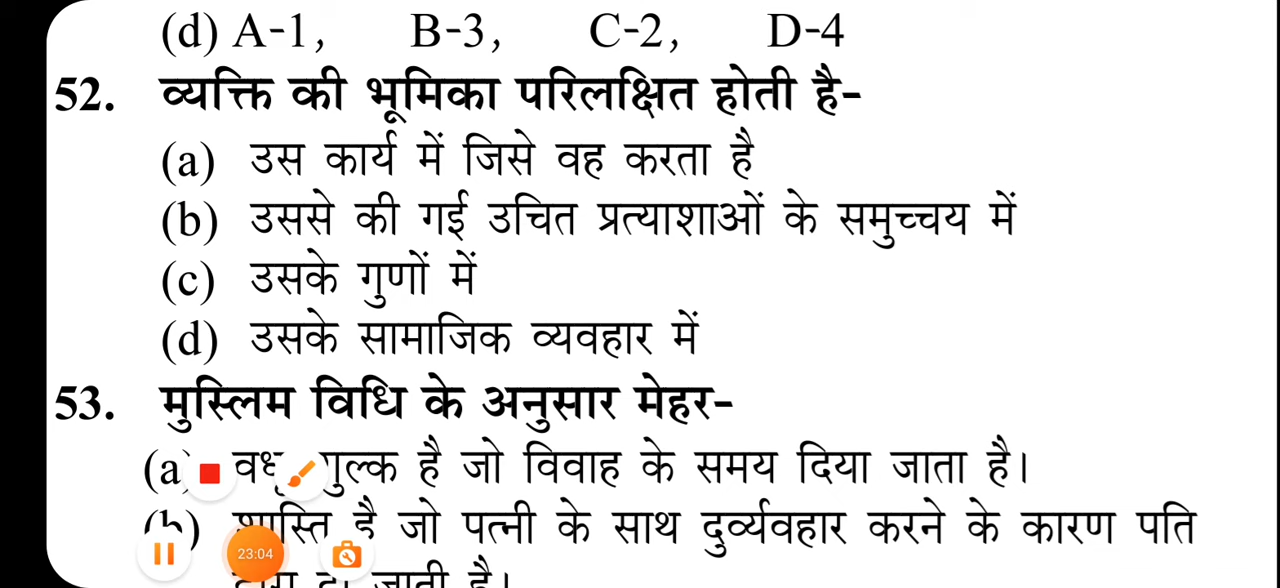 (d) A-1, B-3, C-2, D-4
52. व्यक्ति की भूमिका परिलक्षित होती है-
(a) उस कार्य में जिसे वह करता है
(b) उससे की गई उचित प्रत्याशाओं के समुच्चय में
(c) उसके गुणों में
(d) उसके सामाजिक व्यवहार में
53. मुस्लिम विधि के अनुसार मेहर-
(a) है जो विवाह के समय दिया जाता है।
(b) शास्ति है जो पत्नी के साथ दुर्व्यवहार करने के कारण पति
23:04
जाती है।